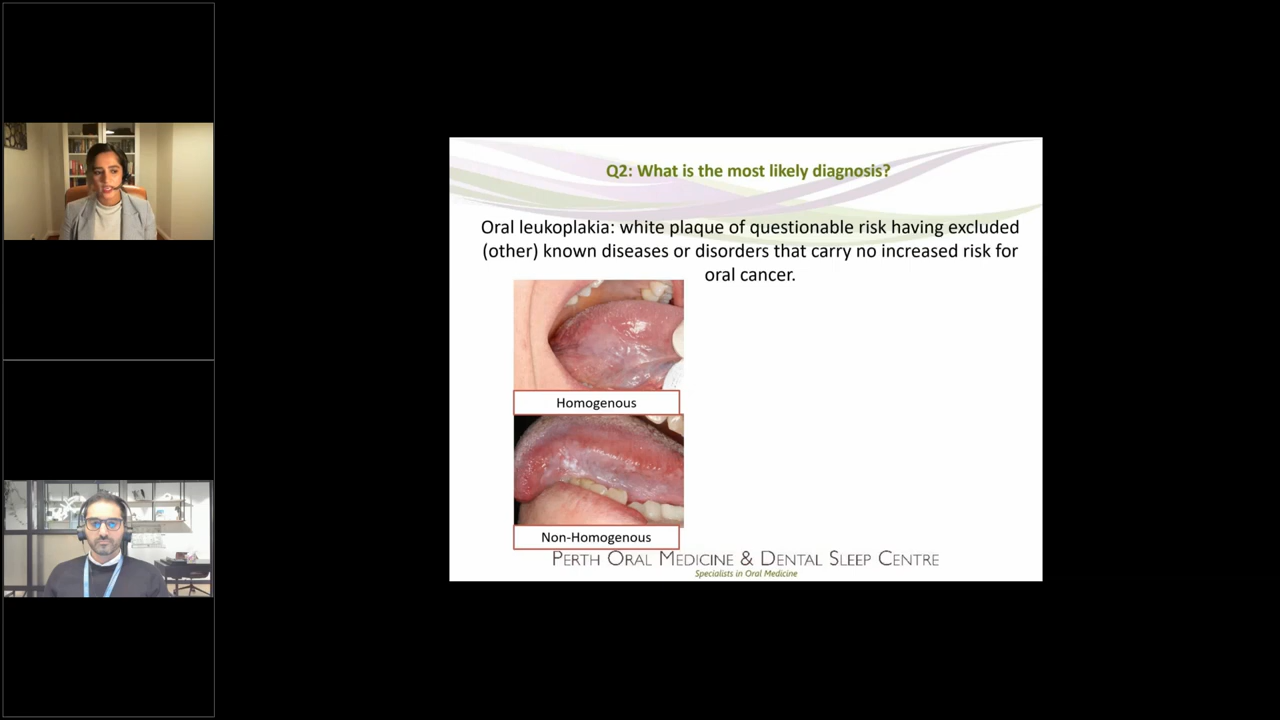 Q2: What is the most likely diagnosis?
Oral leukoplakia: white plaque of questionable risk having excluded
(other) known diseases or disorders that carry no increased risk for
oral cancer.
Homogenous
Non-Homogenous
PERTH ORAL MEDICINE & DENTAL SLEEP CENTRE
Specialists in Oral Medicine